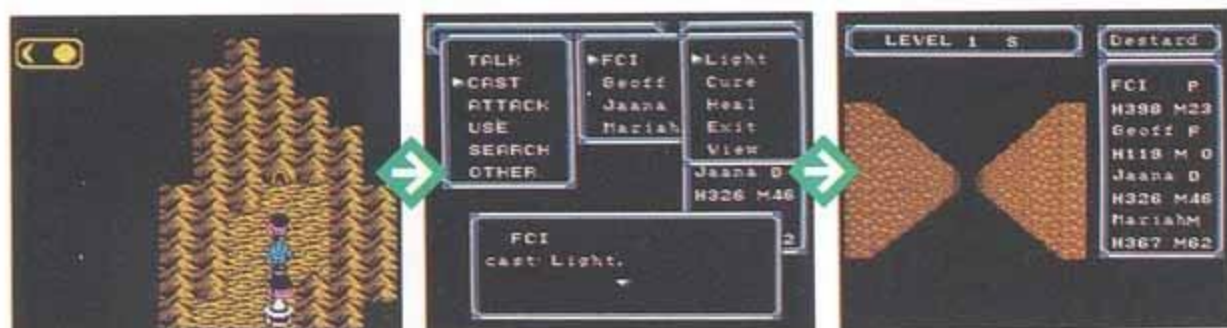 TALK
CAST
ATTACK
USE
SEARCH
OTHER
FCI
Geoff
Jaana
Mariah
Light
Cure
Heal
Exit
View
Jaana D
H326 M46
2
FCI
cast Light.
LEVEL 1 S
Destard
FCI P
H398 M23
Geoff F
H119 M 0
Jaana D
H326 M46
MariahM
H367 M62